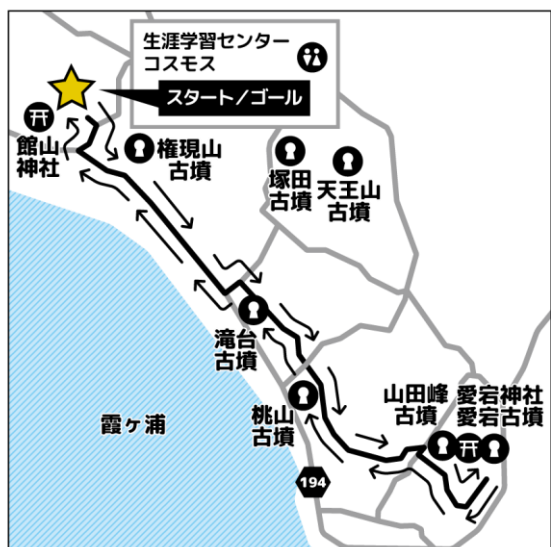 生涯学習センター
コスモス
スタート／ゴール
館山
神社
権現山
古墳
塚田
古墳
天王山
古墳
滝台
古墳
桃山
古墳
山田峰
古墳
愛宕神社
愛宕古墳
霞ヶ浦
194